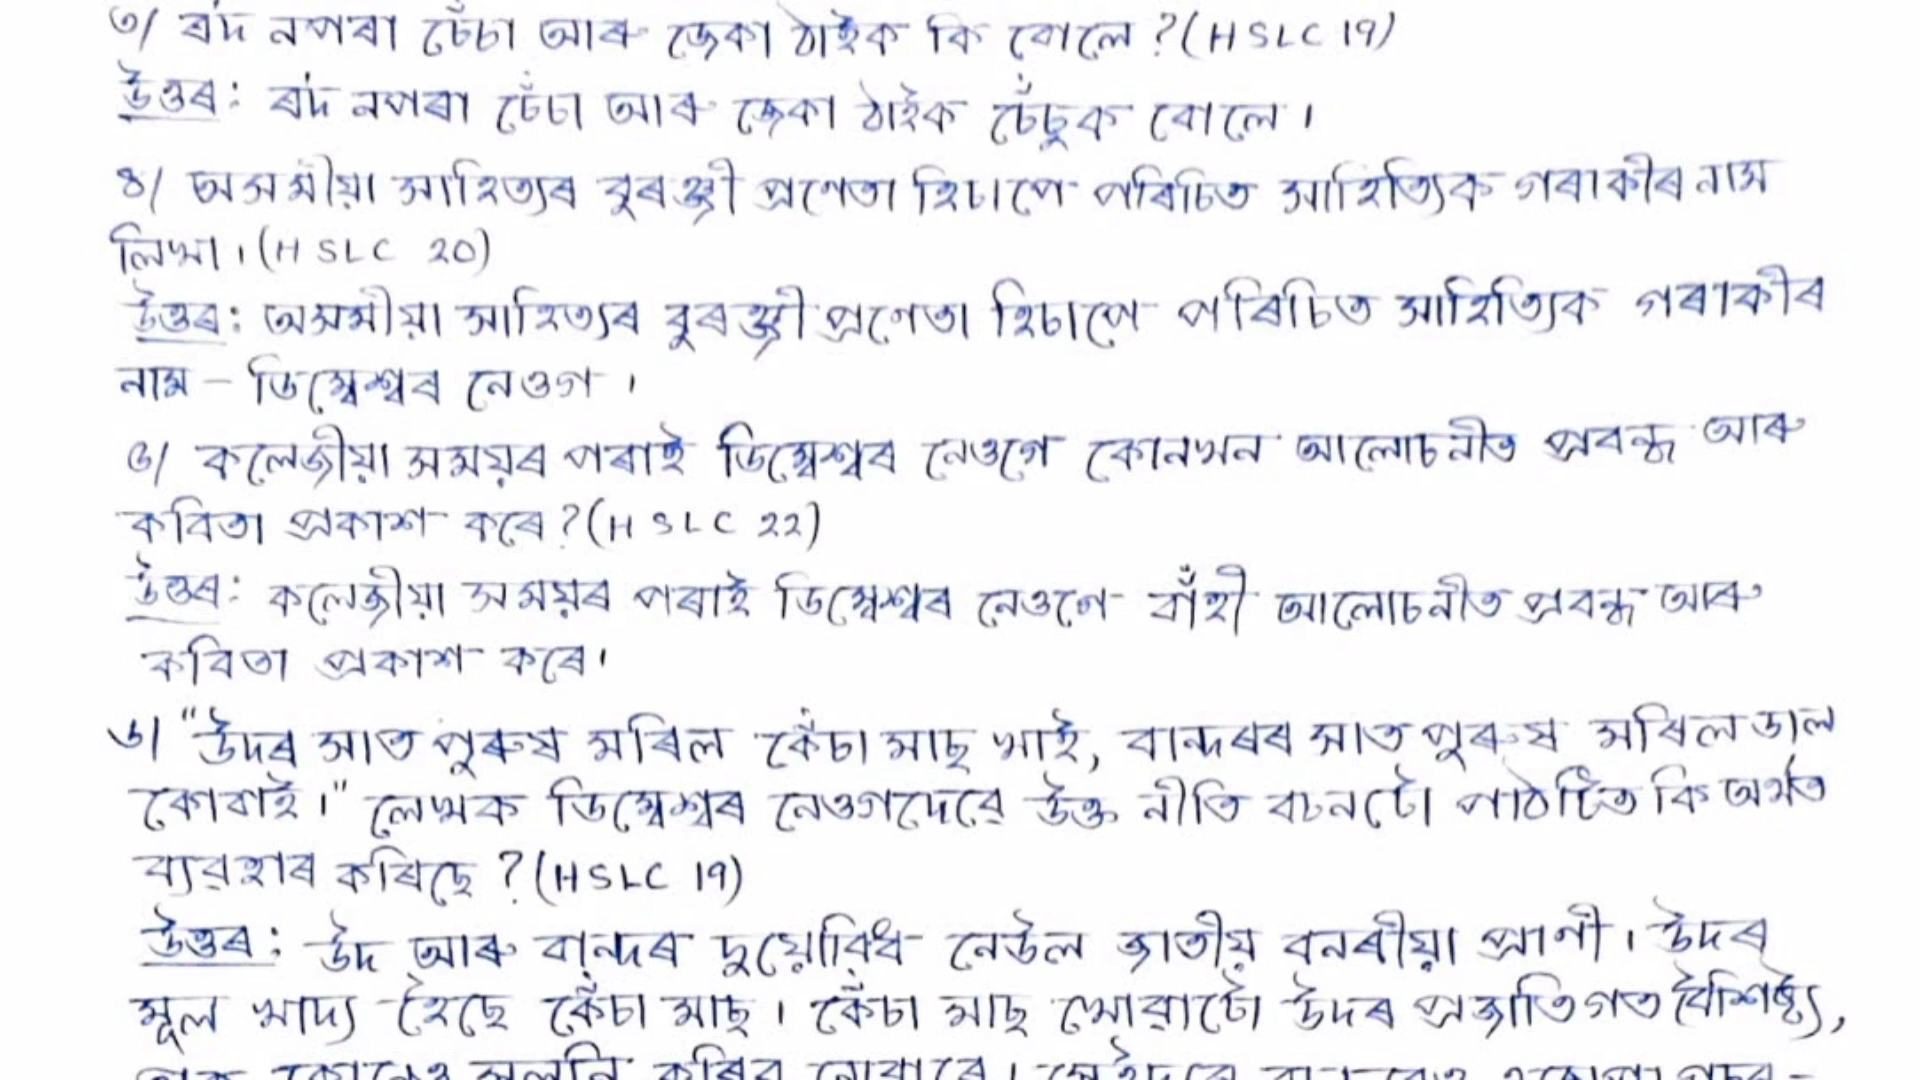 ৩/ ৰ'দ নপৰা চেঁচা আৰু জেকা ঠাইক কি বোলে ? (HSLC 19)
উত্তৰ: ৰ'দ নপৰা চেঁচা আৰু জেকা ঠাইক চেঁচুক বোলে ।
৪/ অসমীয়া সাহিত্যৰ বুৰঞ্জী প্ৰণেতা হিচাপে পৰিচিত সাহিত্যিক গৰাকীৰ নাম
লিখা । (HSLC 20)
উত্তৰ: অসমীয়া সাহিত্যৰ বুৰঞ্জী প্ৰণেতা হিচাপে পৰিচিত সাহিত্যিক গৰাকীৰ
নাম – ডিম্বেশ্বৰ নেওগ ।
৫/ কলেজীয়া সময়ৰ পৰাই ডিম্বেশ্বৰ নেওগে কোনখন আলোচনীত প্ৰবন্ধ আৰু
কবিতা প্ৰকাশ কৰে ? (HSLC 22)
উত্তৰ: কলেজীয়া সময়ৰ পৰাই ডিম্বেশ্বৰ নেওগে বাঁহী আলোচনীত প্ৰবন্ধ আৰু
কবিতা প্ৰকাশ কৰে ।
৬/ "উদৰ সাত পুৰুষ মৰিল কেঁচা মাছ খাই, বান্দৰৰ সাত পুৰুষ মৰিল ডাল
কোবাই ।" লেখক ডিম্বেশ্বৰ নেওগদেৱে উক্ত নীতি বচনটো পাঠটিত কি অৰ্থত
ব্যৱহাৰ কৰিছে ? (HSLC 19)
উত্তৰ: উদ আৰু বান্দৰ দুয়োবিধ নেউল জাতীয় বনৰীয়া প্ৰাণী । উদৰ
মূল খাদ্য হৈছে কেঁচা মাছ । কেঁচা মাছ খোৱাটো উদৰ প্ৰজাতিগত বৈশিষ্ট্য,